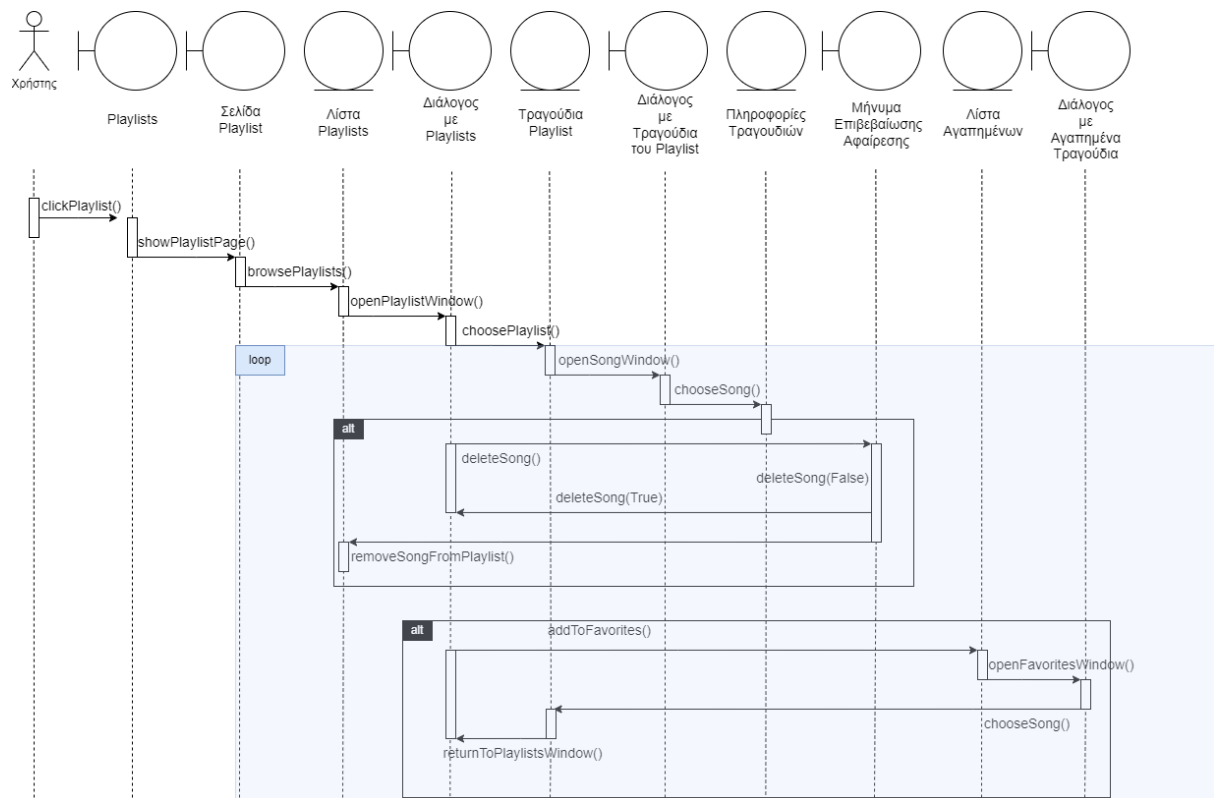 Χρήστης
Playlists
Σελίδα
Playlist
Λίστα
Playlists
Διάλογος
με
Playlists
Τραγούδια
Playlist
Διάλογος
με
Τραγούδια
του Playlist
Πληροφορίες
Τραγουδιών
Μήνυμα
Επιβεβαίωσης
Αφαίρεσης
Λίστα
Αγαπημένων
Διάλογος
με
Αγαπημένα
Τραγούδια
clickPlaylist()
showPlaylistPage()
browsePlaylists()
openPlaylistWindow()
choosePlaylist()
loop
openSongWindow()
chooseSong()
alt
deleteSong()
deleteSong(False)
deleteSong(True)
removeSongFromPlaylist()
alt
addToFavorites()
openFavoritesWindow()
chooseSong()
returnToPlaylistsWindow()